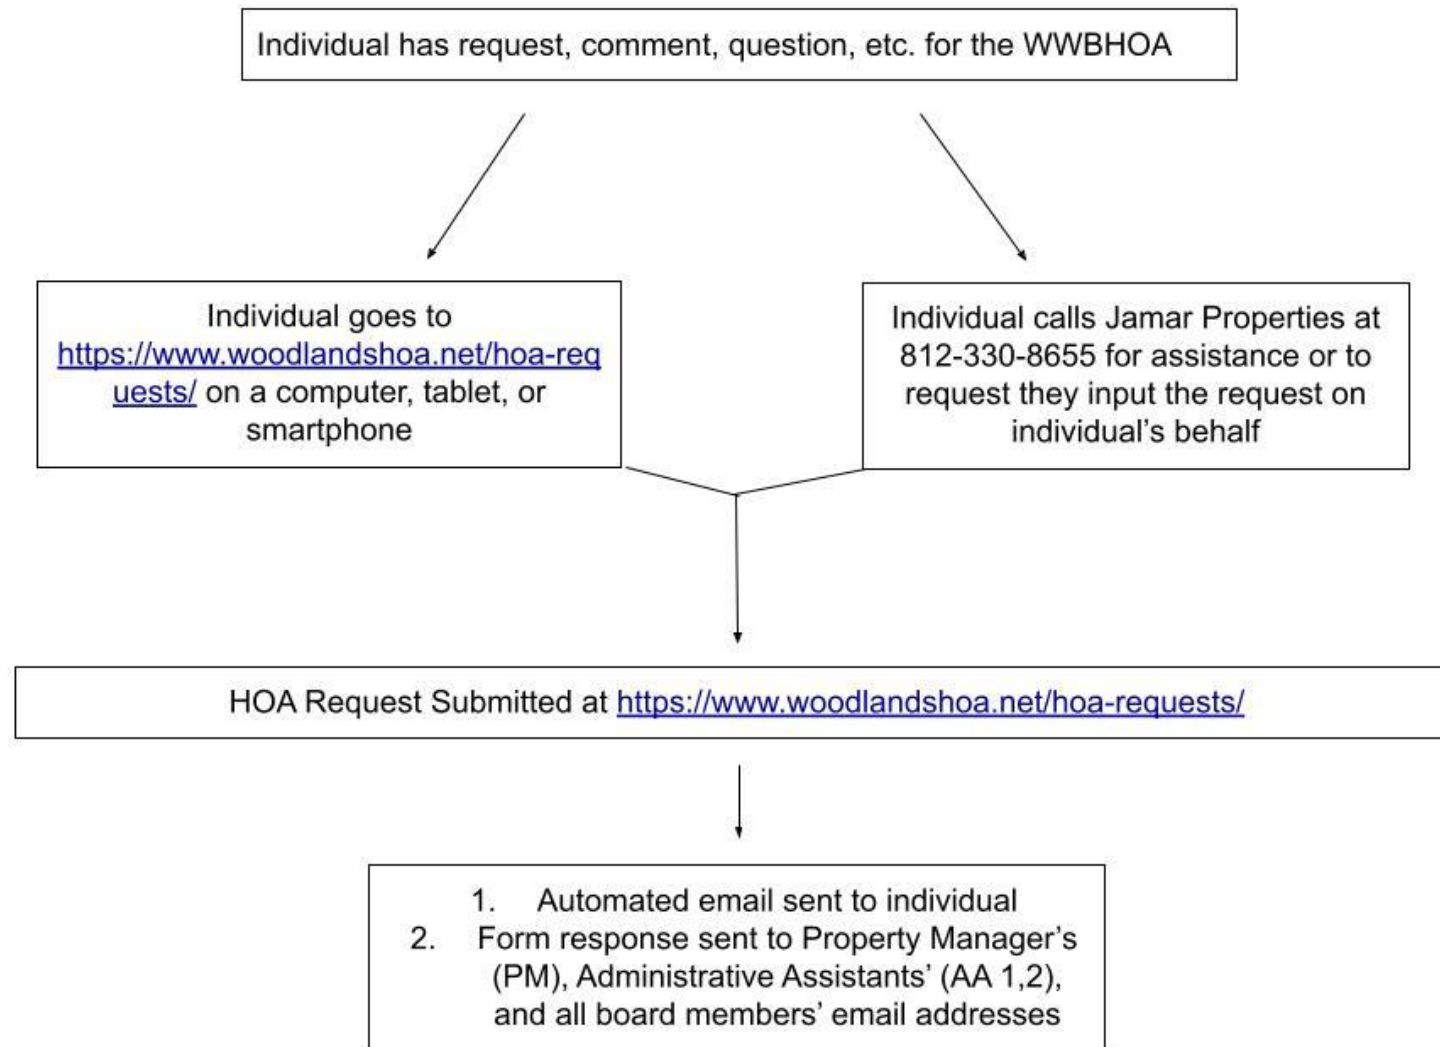 Individual has request, comment, question, etc. for the WWBHOA
Individual goes to
https://www.woodlandshoa.net/hoa-req
uests/ on a computer, tablet, or
smartphone
Individual calls Jamar Properties at
812-330-8655 for assistance or to
request they input the request on
individual’s behalf
HOA Request Submitted at https://www.woodlandshoa.net/hoa-requests/
1. Automated email sent to individual
2. Form response sent to Property Manager’s
(PM), Administrative Assistants’ (AA 1,2),
and all board members’ email addresses